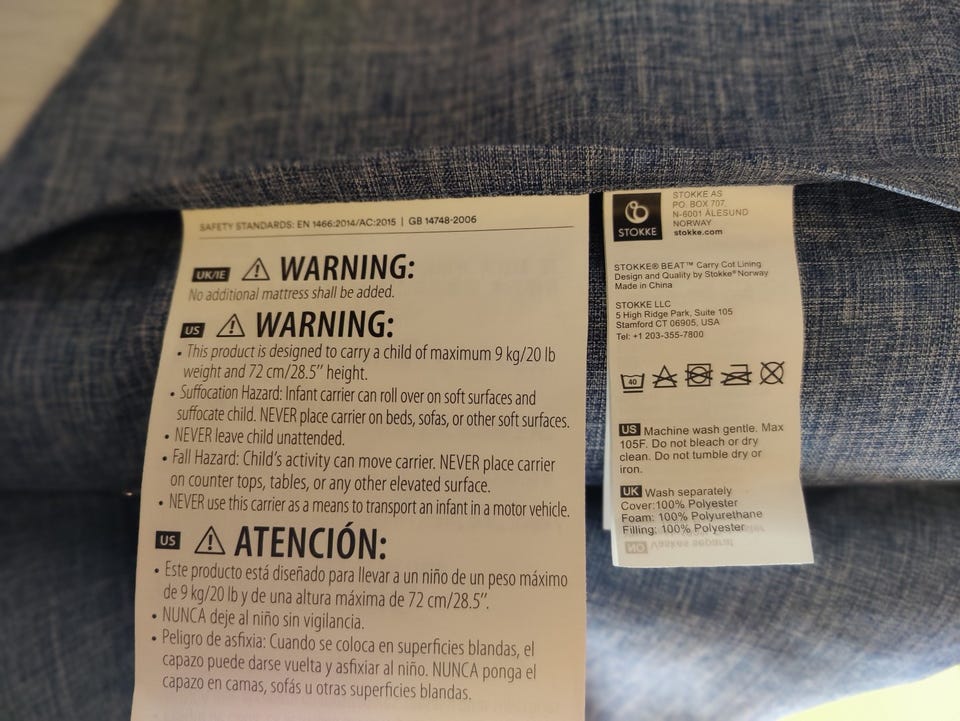 SAFETY STANDARDS: EN 1466:2014/AC:2015 | GB 14748-2006
UK/IE WARNING:
No additional mattress shall be added.
US WARNING:
• This product is designed to carry a child of maximum 9 kg/20 lb
weight and 72 cm/28.5” height.
• Suffocation Hazard: Infant carrier can roll over on soft surfaces and
suffocate child. NEVER place carrier on beds, sofas, or other soft surfaces.
• NEVER leave child unattended.
• Fall Hazard: Child’s activity can move carrier. NEVER place carrier
on counter tops, tables, or any other elevated surface.
• NEVER use this carrier as a means to transport an infant in a motor vehicle.
US ATENCIÓN:
• Este producto está diseñado para llevar a un niño de un peso máximo
de 9 kg/20 lb y de una altura máxima de 72 cm/28.5”.
• NUNCA deje al niño sin vigilancia.
• Peligro de asfixia: Cuando se coloca en superficies blandas, el
capazo puede darse vuelta y asfixiar al niño. NUNCA ponga el
capazo en camas, sofás u otras superficies blandas.
STOKKE
STOKKE AS
PO. BOX 707,
N-6001 ÅLESUND
NORWAY
stokke.com
STOKKE® BEAT™ Carry Cot Lining
Design and Quality by Stokke® Norway
Made in China
STOKKE LLC
5 High Ridge Park, Suite 105
Stamford CT 06905, USA
Tel: +1 203-355-7800
40
US Machine wash gentle. Max
105F. Do not bleach or dry
clean. Do not tumble dry or
iron.
UK Wash separately
Cover:100% Polyester
Foam: 100% Polyurethane
Filling: 100% Polyester
NO Vaskes separat